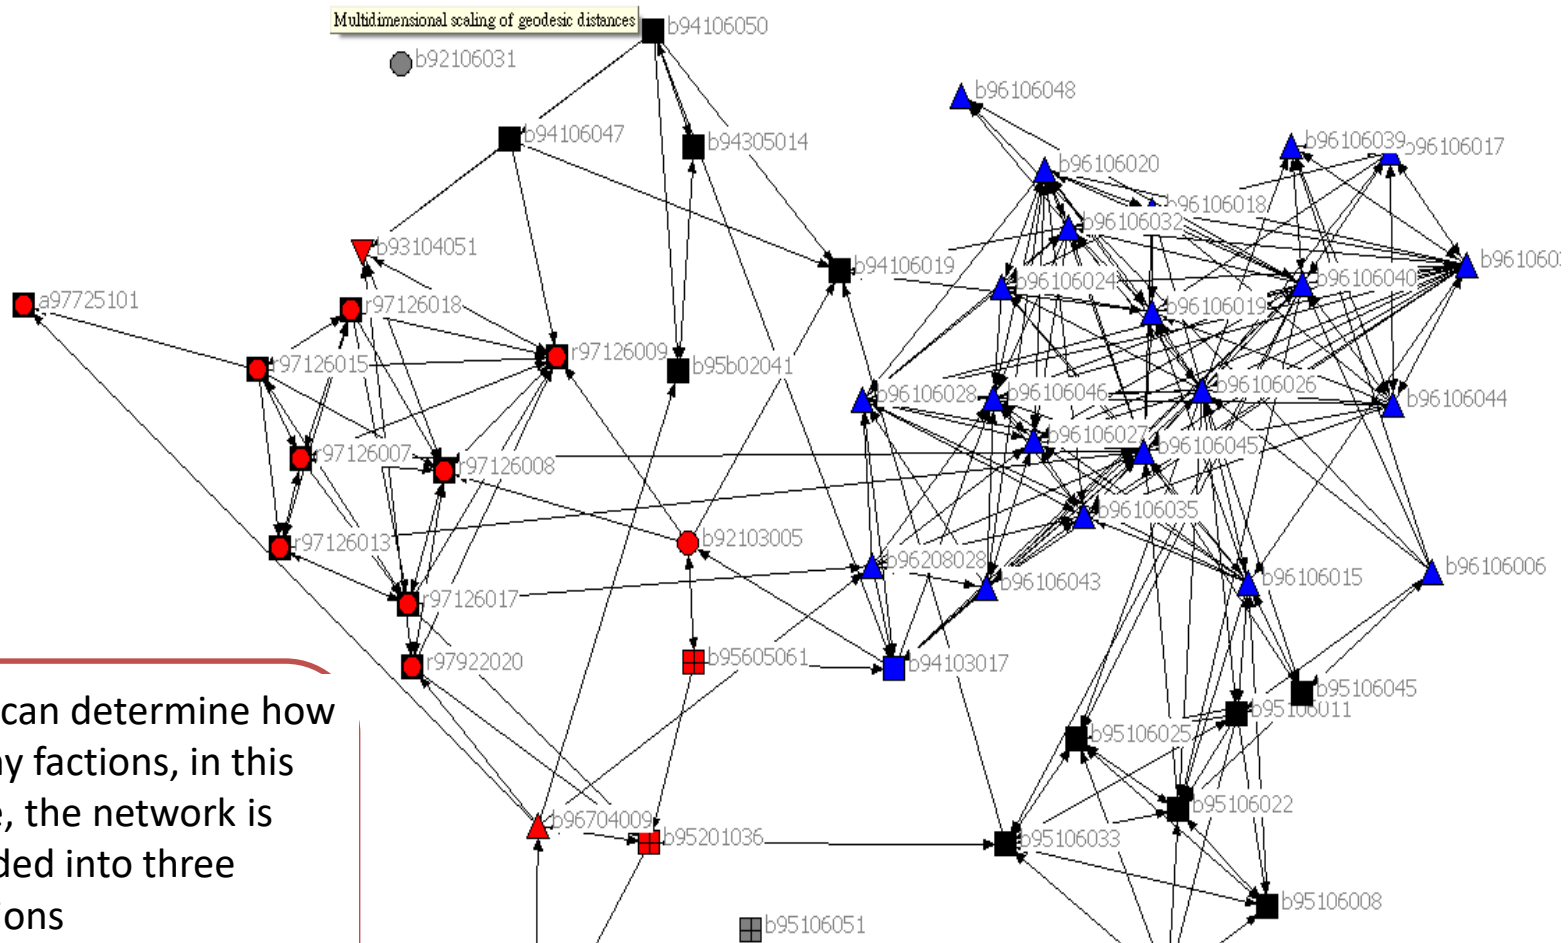 Multidimensional scaling of geodesic distances
b94106050
b92106031
b96106048
b94106047
b94305014
b96106039
b96106017
b96106020
b96106018
b96106032
b93104051
b94106019
b96106024
b96106040
b96106019
a97725101
r97126018
r97126009
r97126015
b95b02041
b96106028
b96106046
b96106026
b96106044
b96106027
b96106045
r97126007
r97126008
b96106035
r97126013
b92103005
b96208028
b96106043
b96106015
b96106006
r97126017
r97922020
b95605061
b94103017
b95106045
b95106011
b95106025
can determine how
factions, in this
the network is
into three
b96704009
b95201036
b95106022
b95106033
b95106008
b95106051